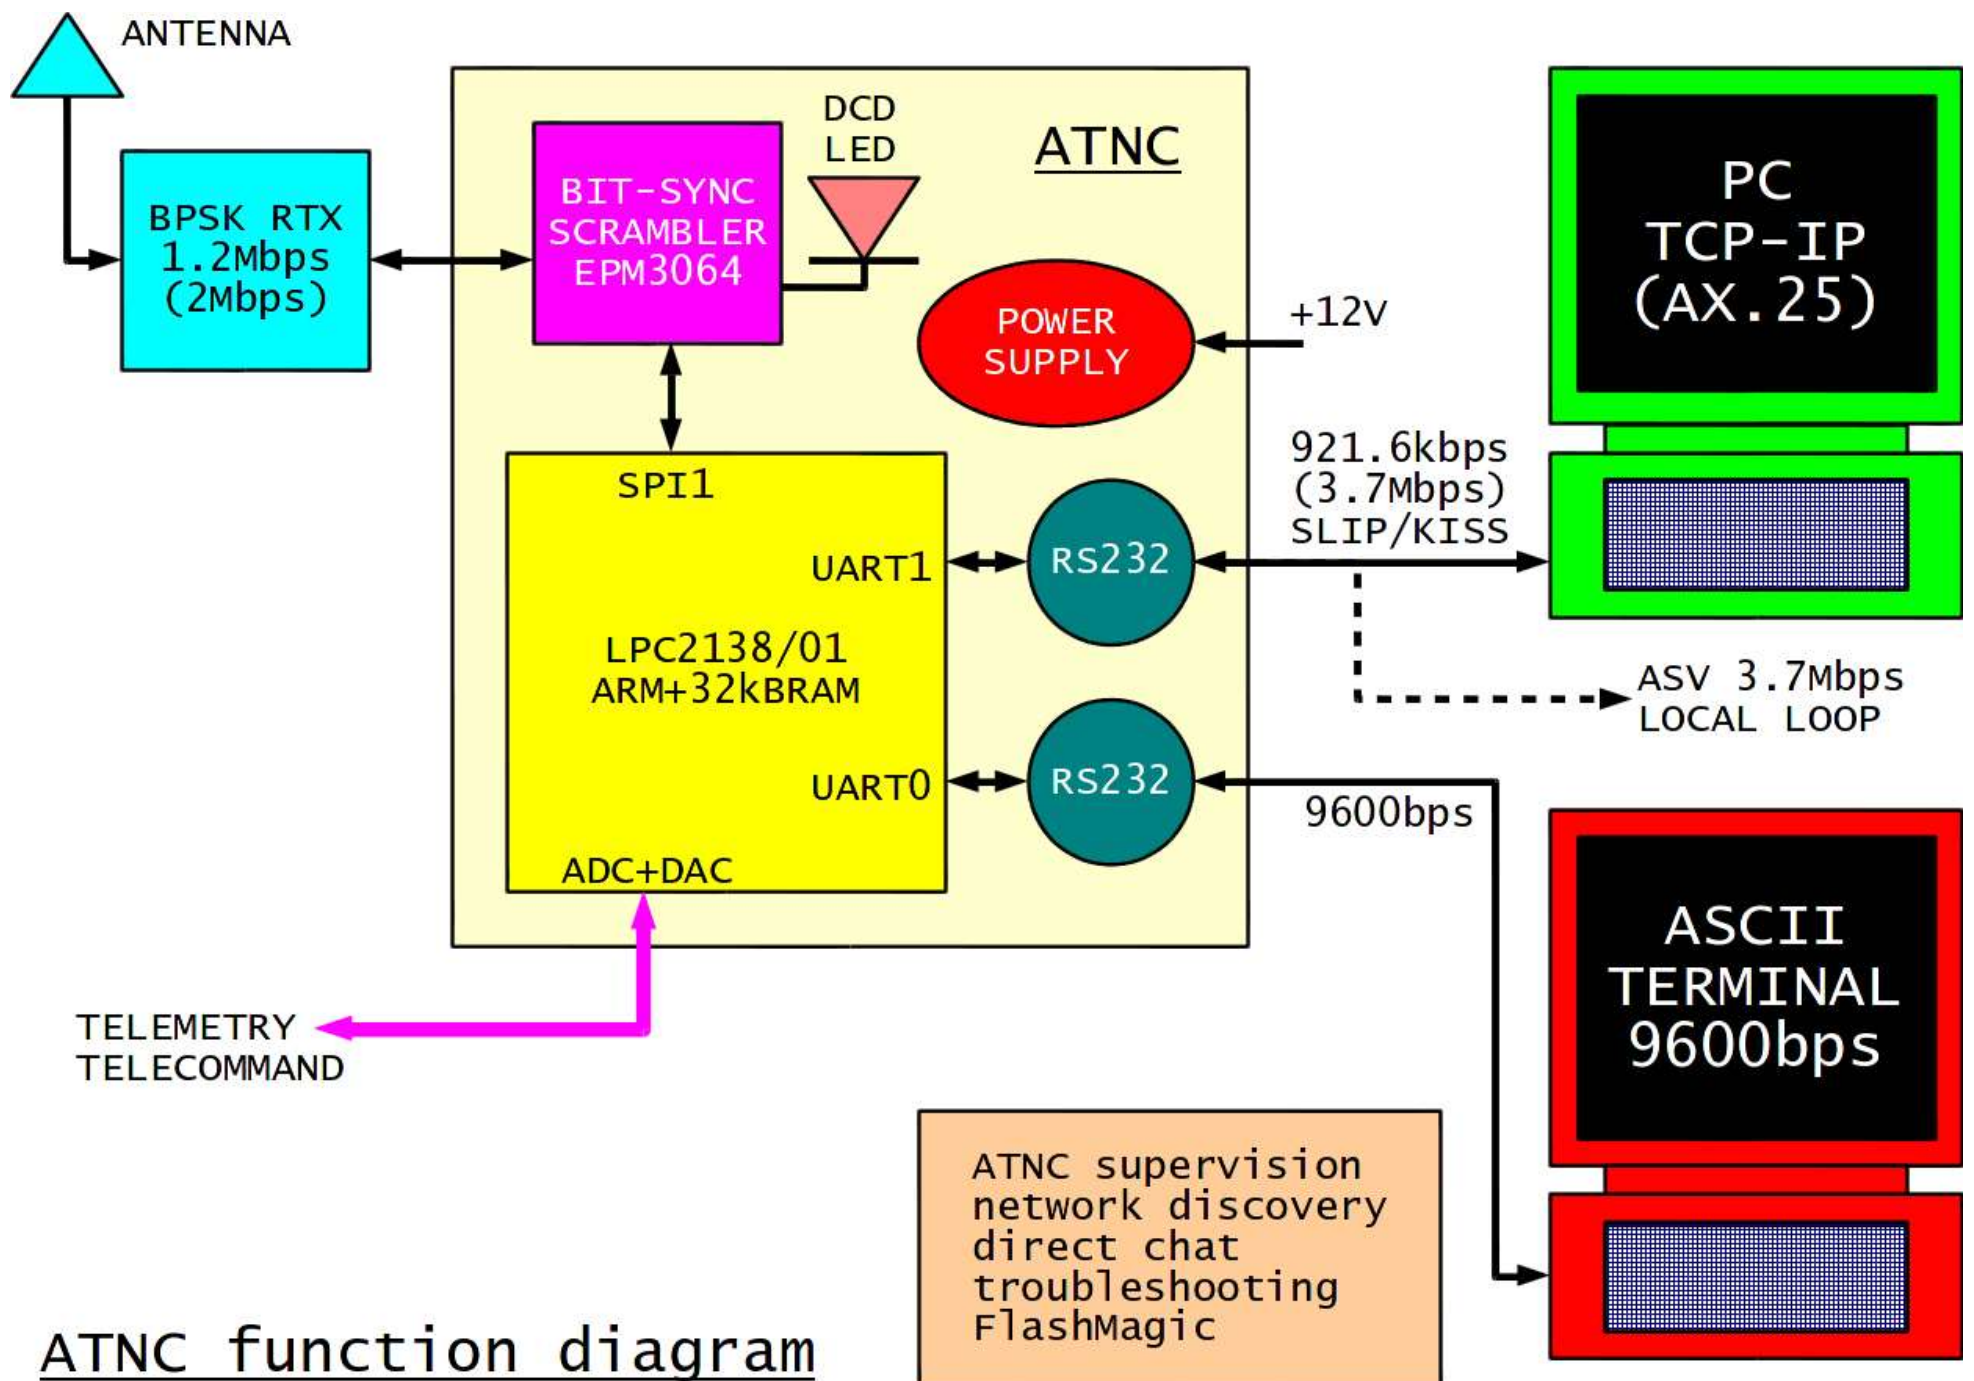 ANTENNA
BPSK RTX
1.2Mbps
(2Mbps)
BIT-SYNC
SCRAMBLER
EPM3064
DCD
LED
ATNC
POWER
SUPPLY
+12V
PC
TCP-IP
(AX.25)
921.6kbps
(3.7Mbps)
SLIP/KISS
SPI1
UART1
RS232
LPC2138/01
ARM+32kBRAM
ASV 3.7Mbps
LOCAL LOOP
UART0
RS232
9600bps
ADC+DAC
ASCII
TERMINAL
9600bps
TELEMETRY
TELECOMMAND
ATNC supervision
network discovery
direct chat
troubleshooting
FlashMagic
ATNC function diagram